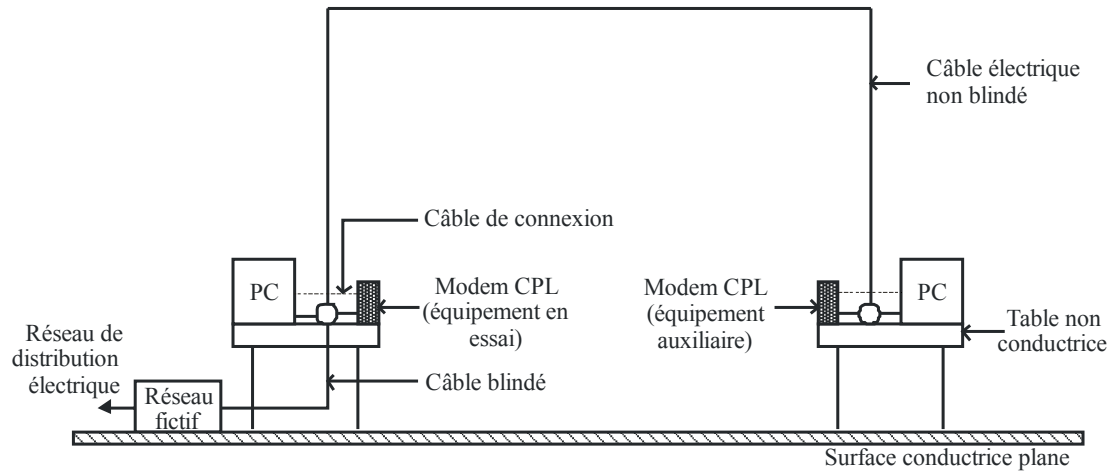 Câble électrique
non blindé
Câble de connexion
PC
Modem CPL
(équipement en
essai)
Modem CPL
(équipement
auxiliaire)
PC
Table non
conductrice
Réseau de
distribution
électrique
Câble blindé
Réseau
fictif
Surface conductrice plane